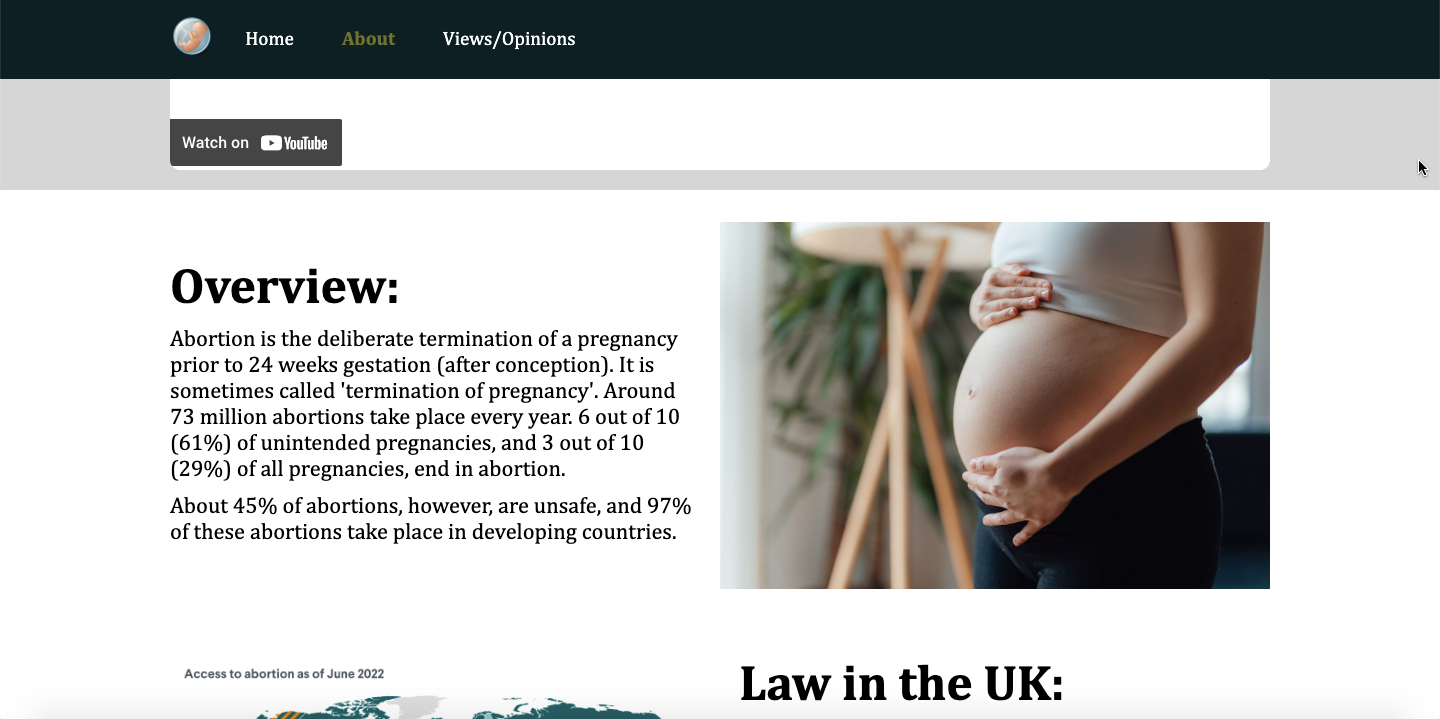 Home About Views/Opinions
Watch on YouTube
Overview:
Abortion is the deliberate termination of a pregnancy
prior to 24 weeks gestation (after conception). It is
sometimes called 'termination of pregnancy'. Around
73 million abortions take place every year. 6 out of 10
(61%) of unintended pregnancies, and 3 out of 10
(29%) of all pregnancies, end in abortion.
About 45% of abortions, however, are unsafe, and 97%
of these abortions take place in developing countries.
Access to abortion as of June 2022
Law in the UK: